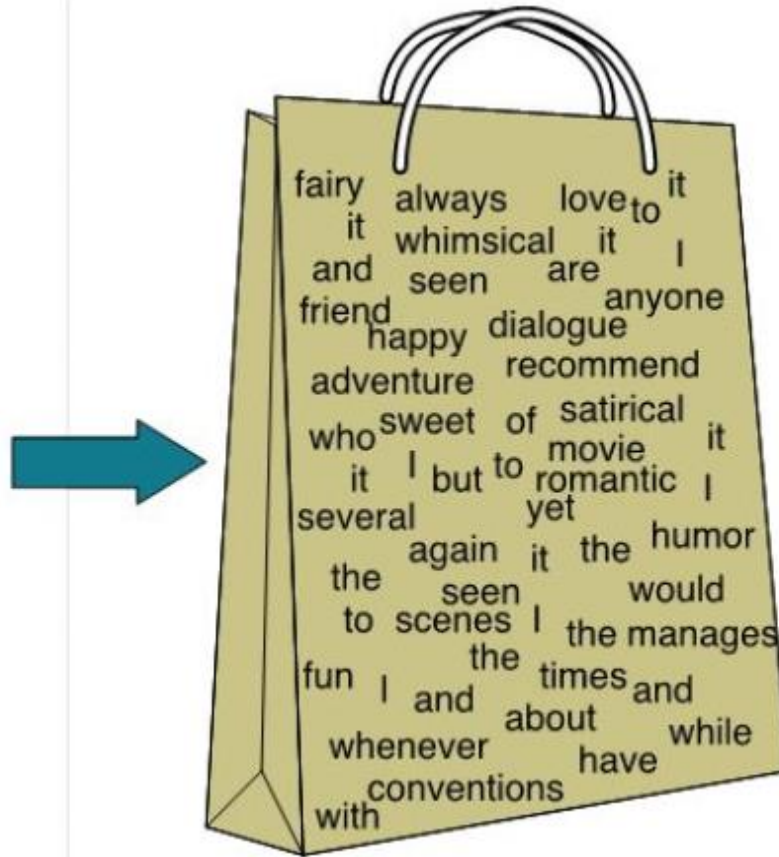 fairy always love to it
it whimsical it I
and seen are
friend anyone
happy dialogue
adventure recommend
who sweet of satirical
it I but to movie it
romantic I
several yet
again it the humor
the seen would
to scenes I the manages
the
fun I and times and
about while
whenever have
conventions
with